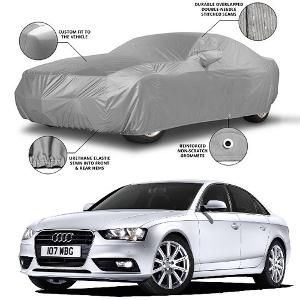 DURABLE OVERLAPPED
DOUBLE-NEEDLE
STITCHED SEAMS
CUSTOM FIT TO
THE VEHICLE
URETHANE ELASTIC
SEWN INTO FRONT
& REAR HEMS
REINFORCED
NON-SCRATCH
GROMMETS
107 WBG